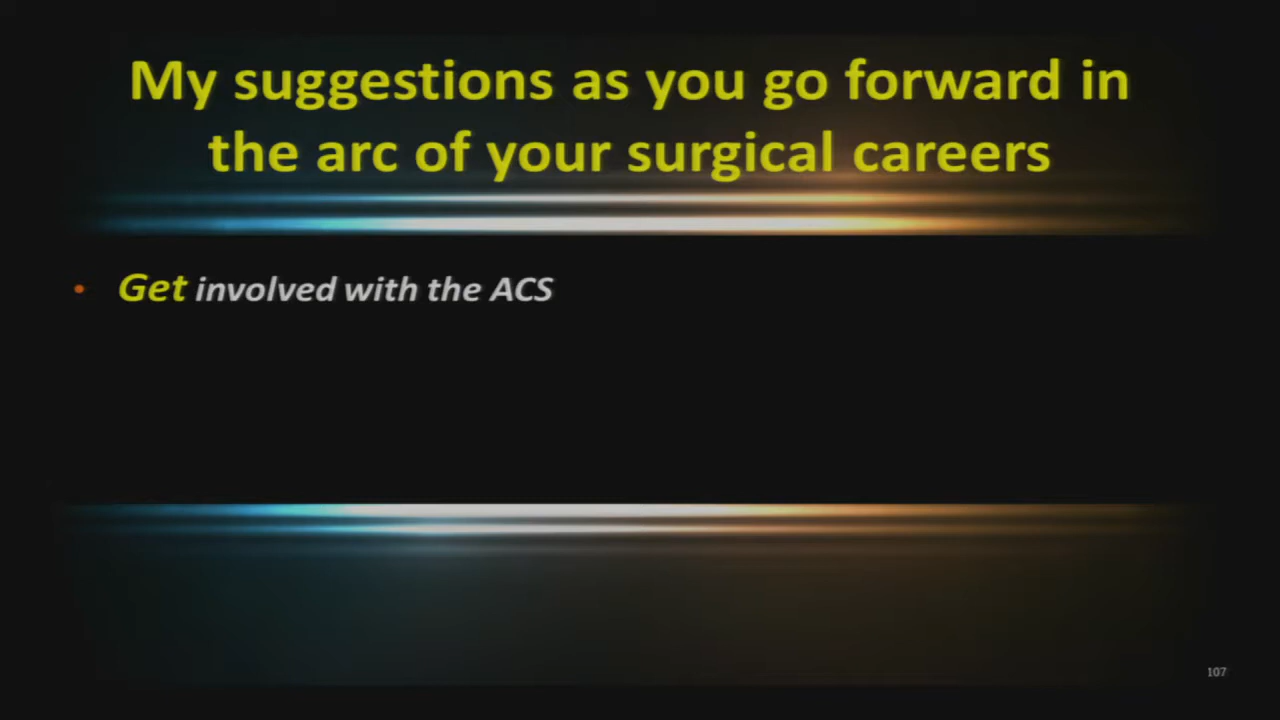 My suggestions as you go forward in
the arc of your surgical careers
• Get involved with the ACS
107